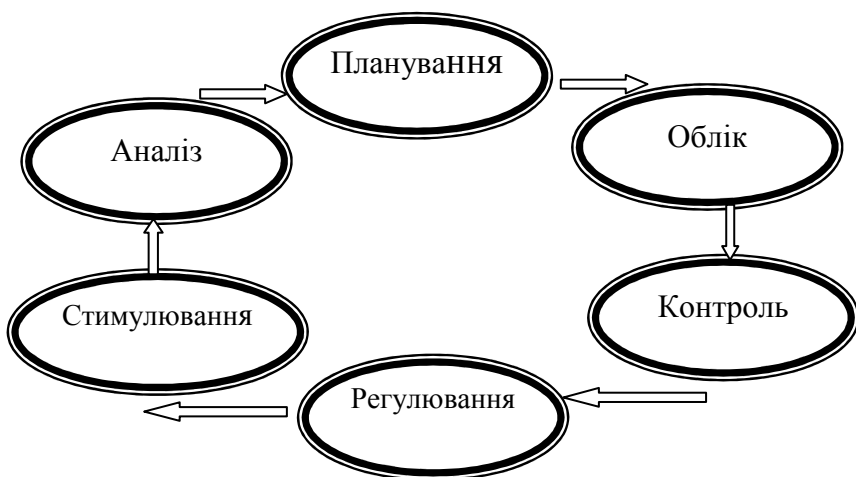 Планування
Облік
Контроль
Регулювання
Стимулювання
Аналіз